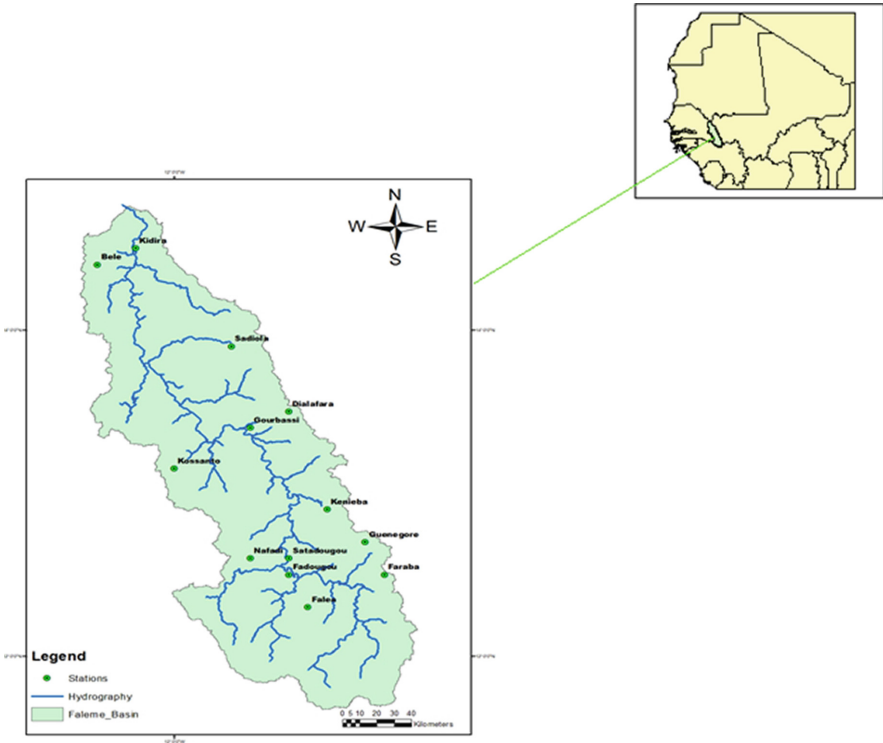 N
W E
S
Kidira
Bele
Sadiola
Dialafara
Gourbassi
Kossanto
Kenieba
Guenegore
Nafadi Satadougou
Fadougou Faraba
Falea
Legend
Stations
Hydrography
Faleme_Basin
0 5 10 20 30 40
Kilometers